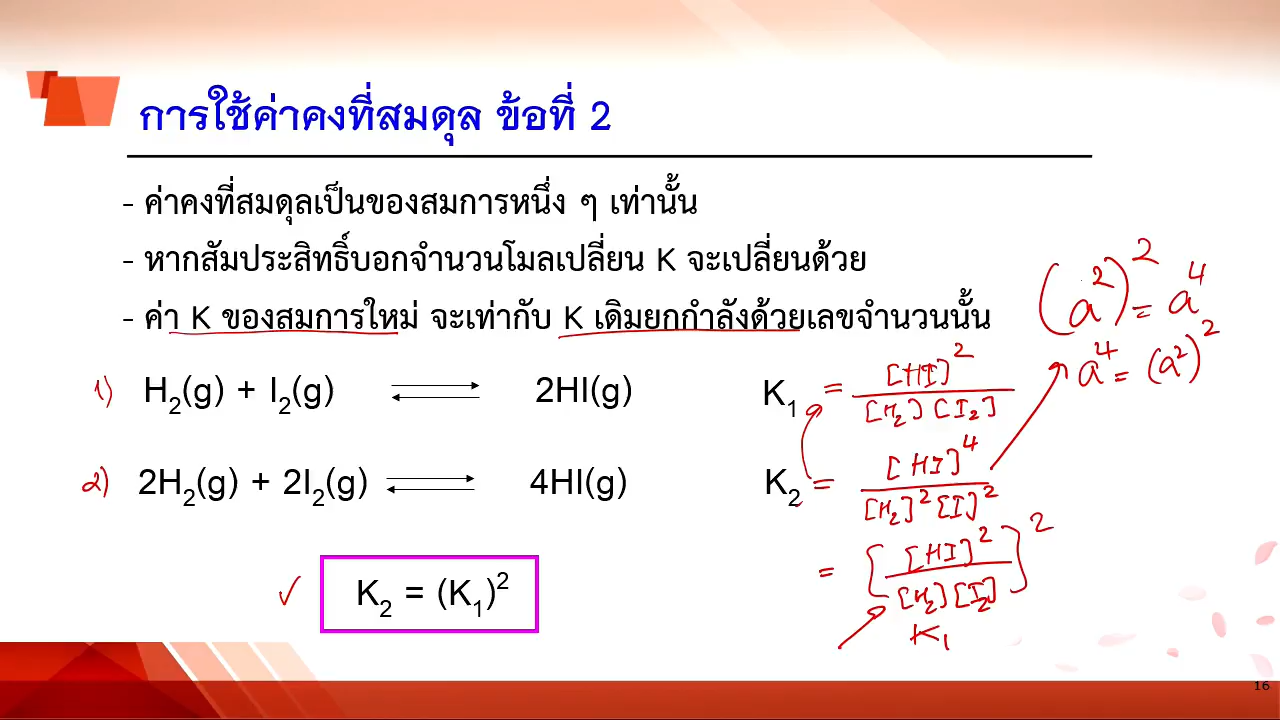 การใช้ค่าคงที่สมดุล ข้อที่ 2
- ค่าคงที่สมดุลเป็นของสมการหนึ่ง ๆ เท่านั้น
- หากสัมประสิทธิ์บอกจำนวนโมลเปลี่ยน K จะเปลี่ยนด้วย
- ค่า K ของสมการใหม่ จะเท่ากับ K เดิมยกกำลังด้วยเลขจำนวนนั้น
(a²)² = a⁴
a⁴ = (a²)²
1) H₂(g) + I₂(g) ⇌ 2HI(g) K₁ = [HI]² / [H₂][I₂]
2) 2H₂(g) + 2I₂(g) ⇌ 4HI(g) K₂ = [HI]⁴ / [H₂]²[I]²
= [[HI]² / [H₂][I₂]]²
K₁
✓ K₂ = (K₁)²
16